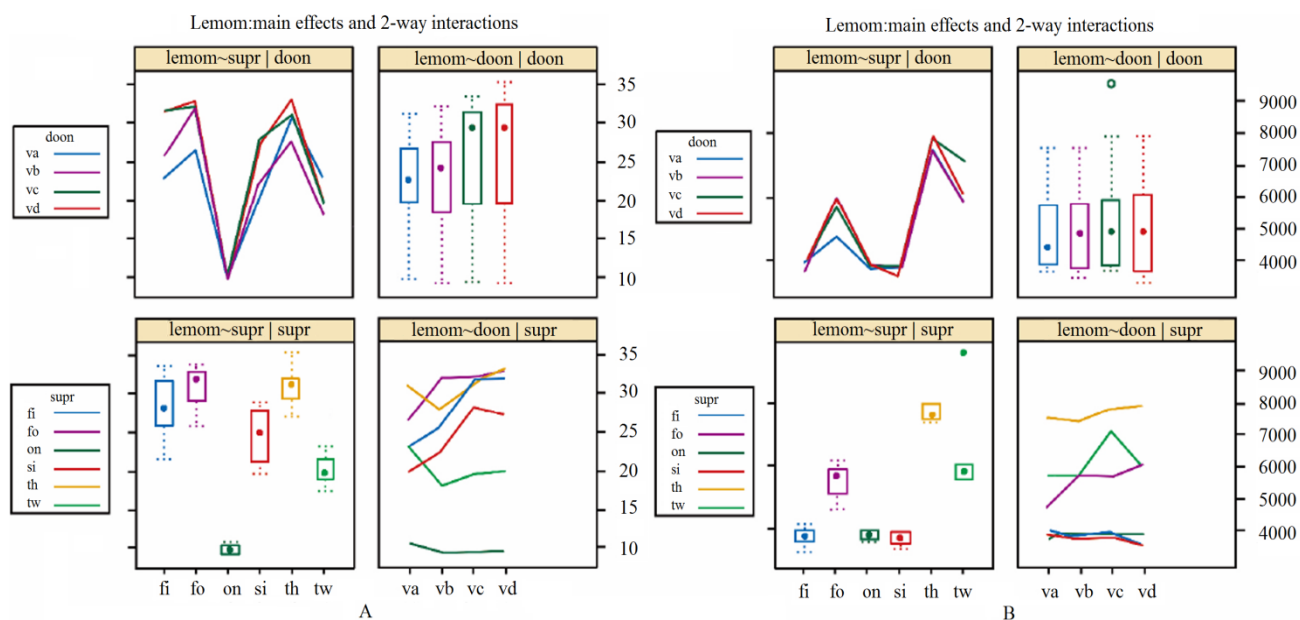 Lemom:main effects and 2-way interactions
lemom~supr | doon
lemom~doon | doon
doon
va
vb
vc
vd
35
30
25
20
15
10
lemom~supr | supr
lemom~doon | supr
supr
fi
fo
on
si
th
tw
35
30
25
20
15
10
fi fo on si th tw
va vb vc vd
A
Lemom:main effects and 2-way interactions
lemom~supr | doon
lemom~doon | doon
doon
va
vb
vc
vd
9000
8000
7000
6000
5000
4000
lemom~supr | supr
lemom~doon | supr
supr
fi
fo
on
si
th
tw
9000
8000
7000
6000
5000
4000
fi fo on si th tw
va vb vc vd
B